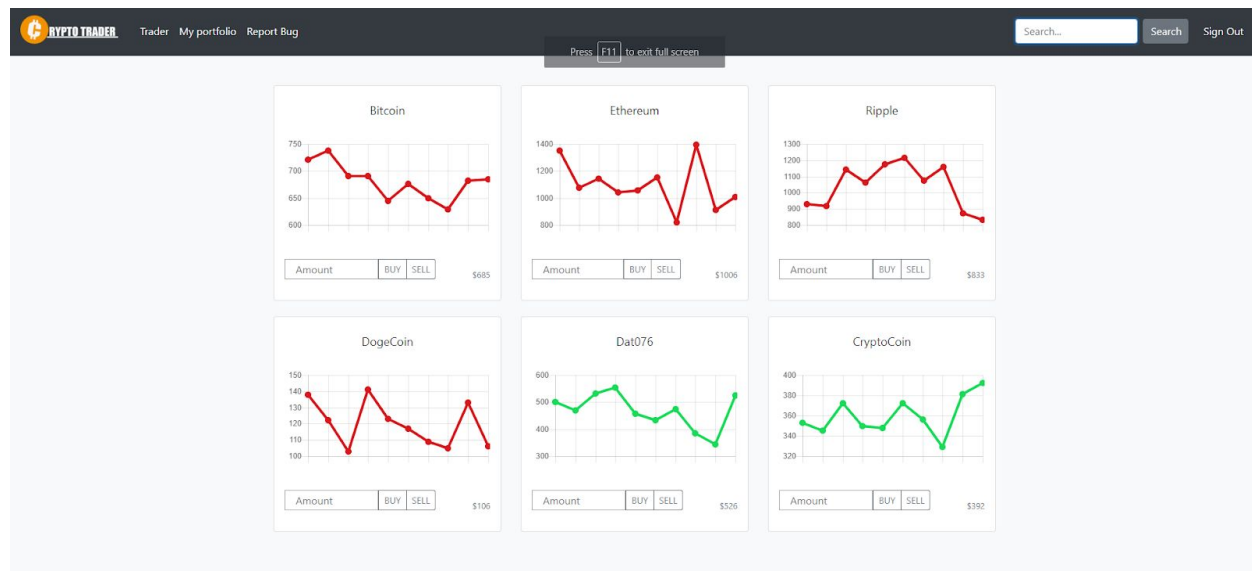 RYPTO TRADER Trader My portfolio Report Bug Search... Search Sign Out
Press F11 to exit full screen
Bitcoin
750
700
650
600
Amount BUY SELL $685
Ethereum
1400
1200
1000
800
Amount BUY SELL $1006
Ripple
1300
1200
1100
1000
900
800
Amount BUY SELL $833
DogeCoin
150
140
130
120
110
100
Amount BUY SELL $106
Dat076
600
500
400
300
Amount BUY SELL $526
CryptoCoin
400
380
360
340
320
Amount BUY SELL $392